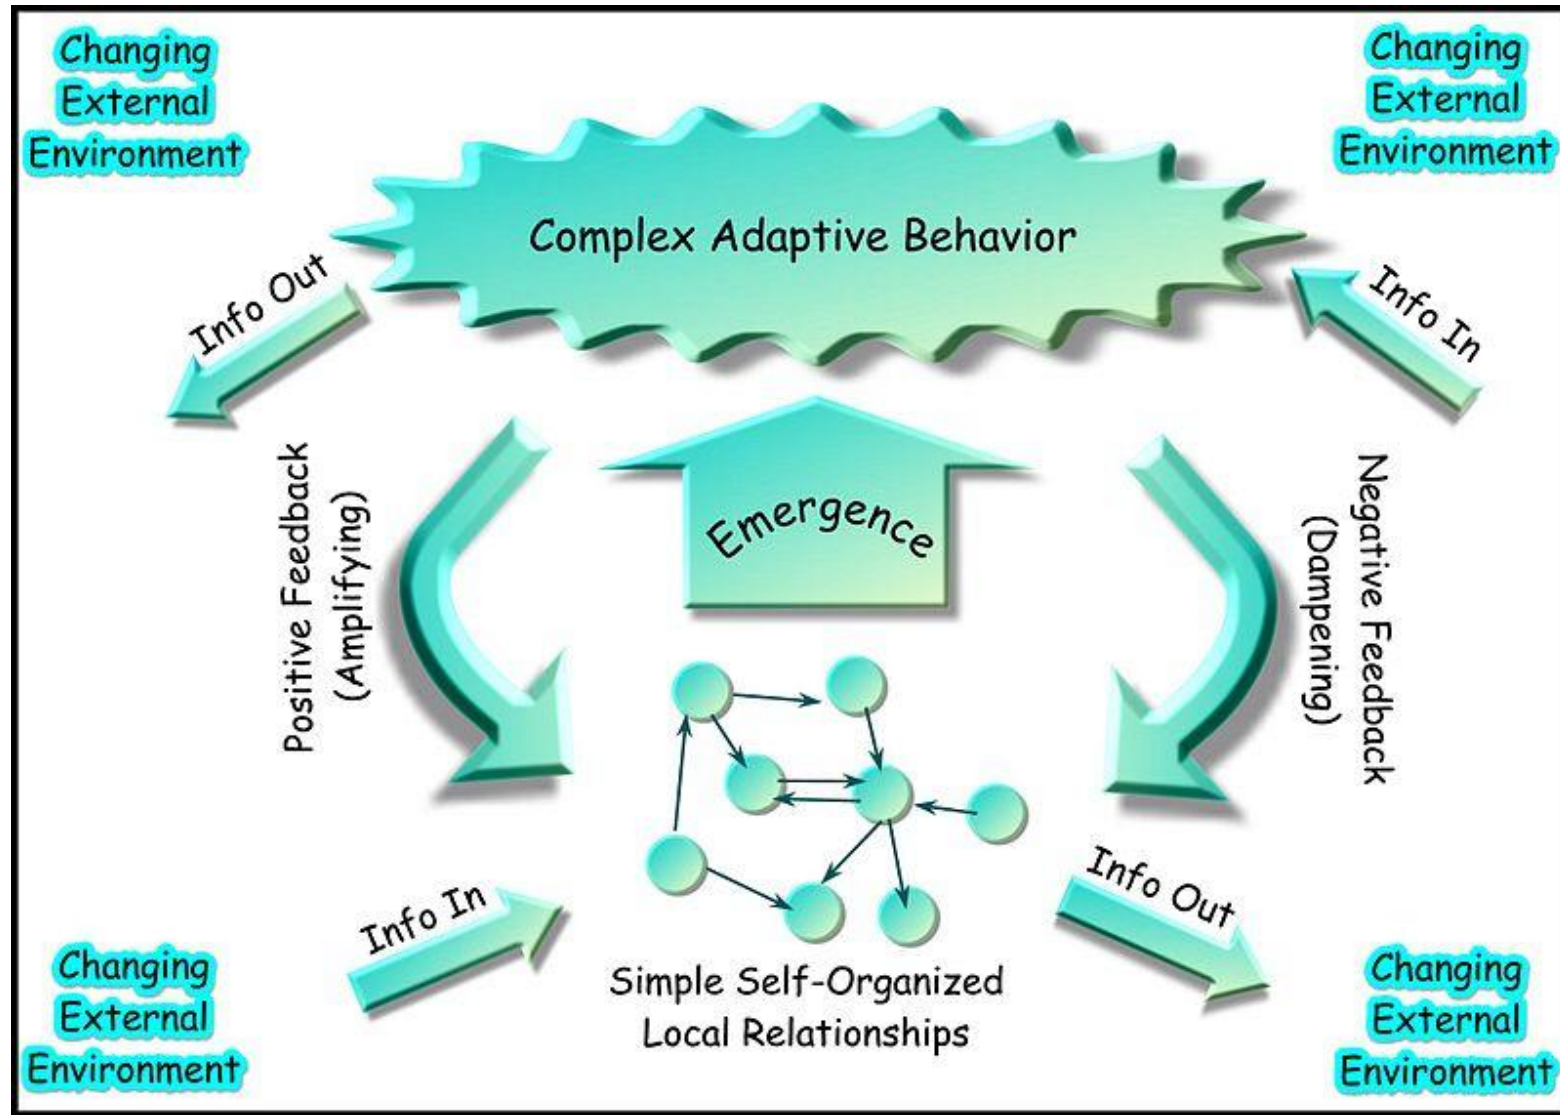 Changing
External
Environment
Changing
External
Environment
Complex Adaptive Behavior
Info Out
Info In
Positive Feedback
(Amplifying)
Emergence
Negative Feedback
(Dampening)
Info In
Info Out
Simple Self-Organized
Local Relationships
Changing
External
Environment
Changing
External
Environment